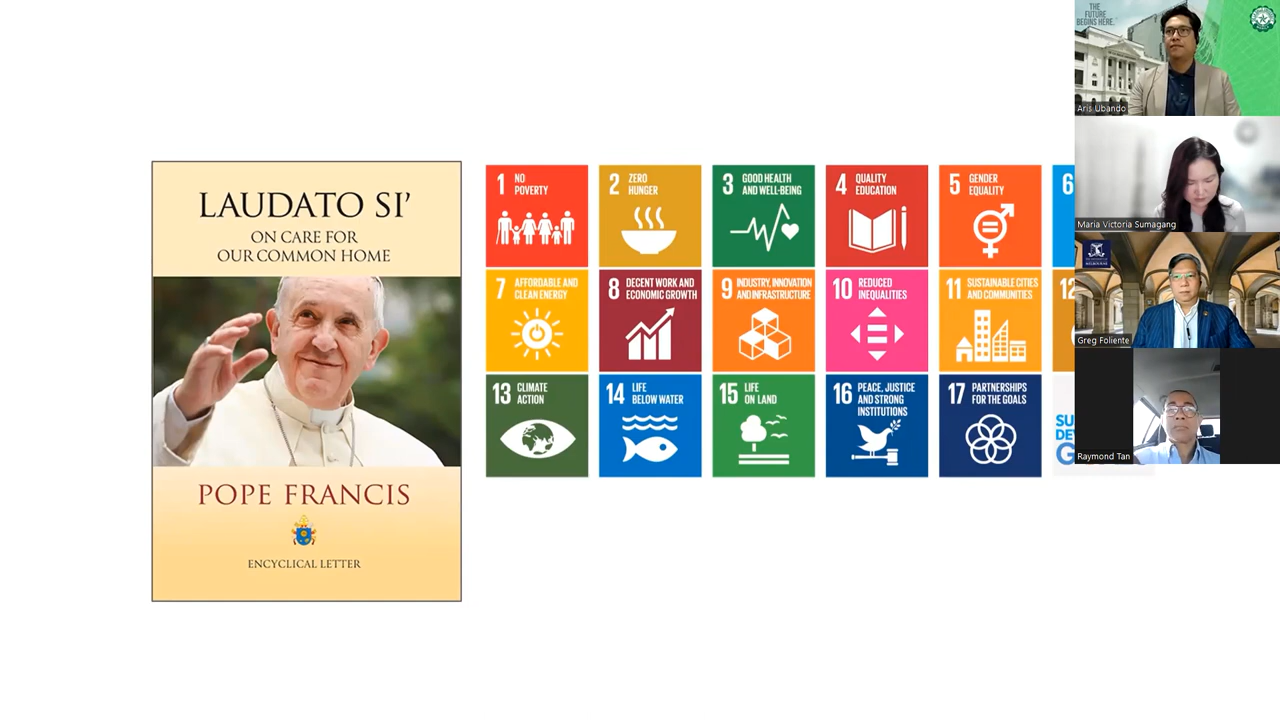 LAUDATO SI'
ON CARE FOR
OUR COMMON HOME
POPE FRANCIS
ENCYCLICAL LETTER
1 NO
POVERTY
2 ZERO
HUNGER
3 GOOD HEALTH
AND WELL-BEING
4 QUALITY
EDUCATION
5 GENDER
EQUALITY
6
7 AFFORDABLE AND
CLEAN ENERGY
8 DECENT WORK AND
ECONOMIC GROWTH
9 INDUSTRY, INNOVATION
AND INFRASTRUCTURE
10 REDUCED
INEQUALITIES
11 SUSTAINABLE CITIES
AND COMMUNITIES
12
13 CLIMATE
ACTION
14 LIFE
BELOW WATER
15 LIFE
ON LAND
16 PEACE, JUSTICE
AND STRONG
INSTITUTIONS
17 PARTNERSHIPS
FOR THE GOALS
SU
DE
G
THE
FUTURE
BEGINS HERE.
Aris Ubando
Maria Victoria Sumagang
Greg Foliente
Raymond Tan